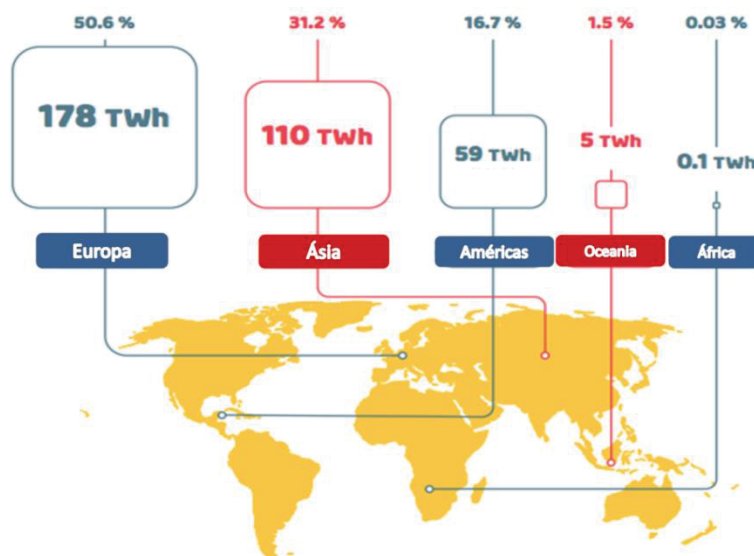 50.6 %
31.2 %
16.7 %
1.5 %
0.03 %
178 TWh
110 TWh
59 TWh
5 TWh
0.1 TWh
Europa
Ásia
Américas
Oceania
África